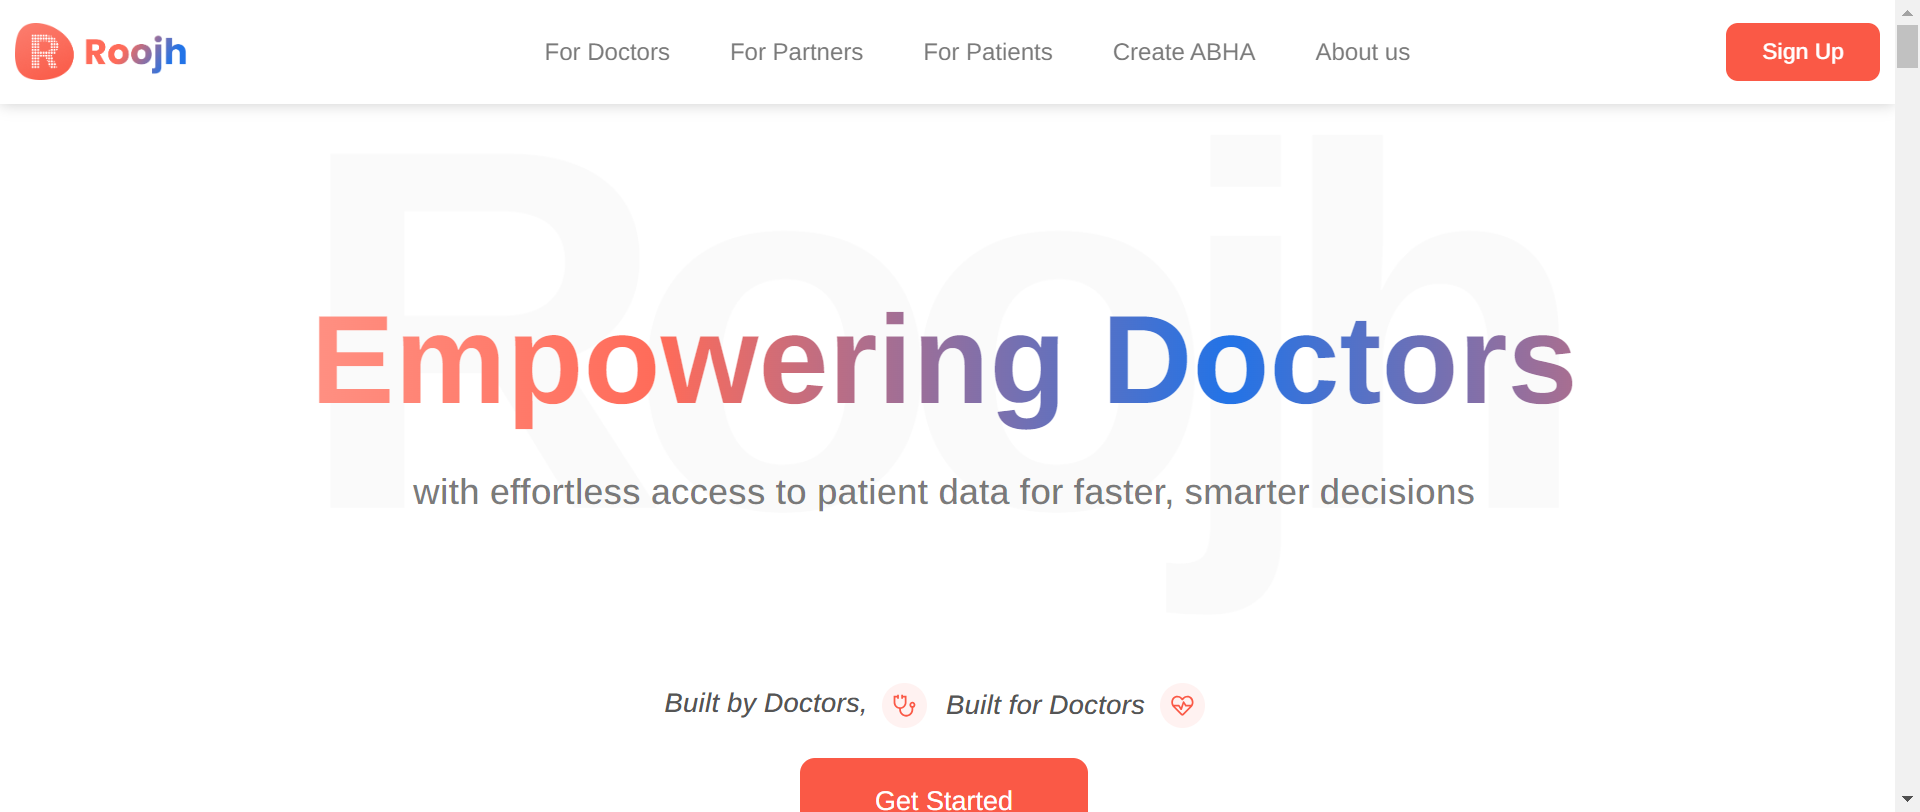 R Roojh
For Doctors For Partners For Patients Create ABHA About us
Sign Up
Roojh
Empowering Doctors
with effortless access to patient data for faster, smarter decisions
Built by Doctors, Built for Doctors
Get Started